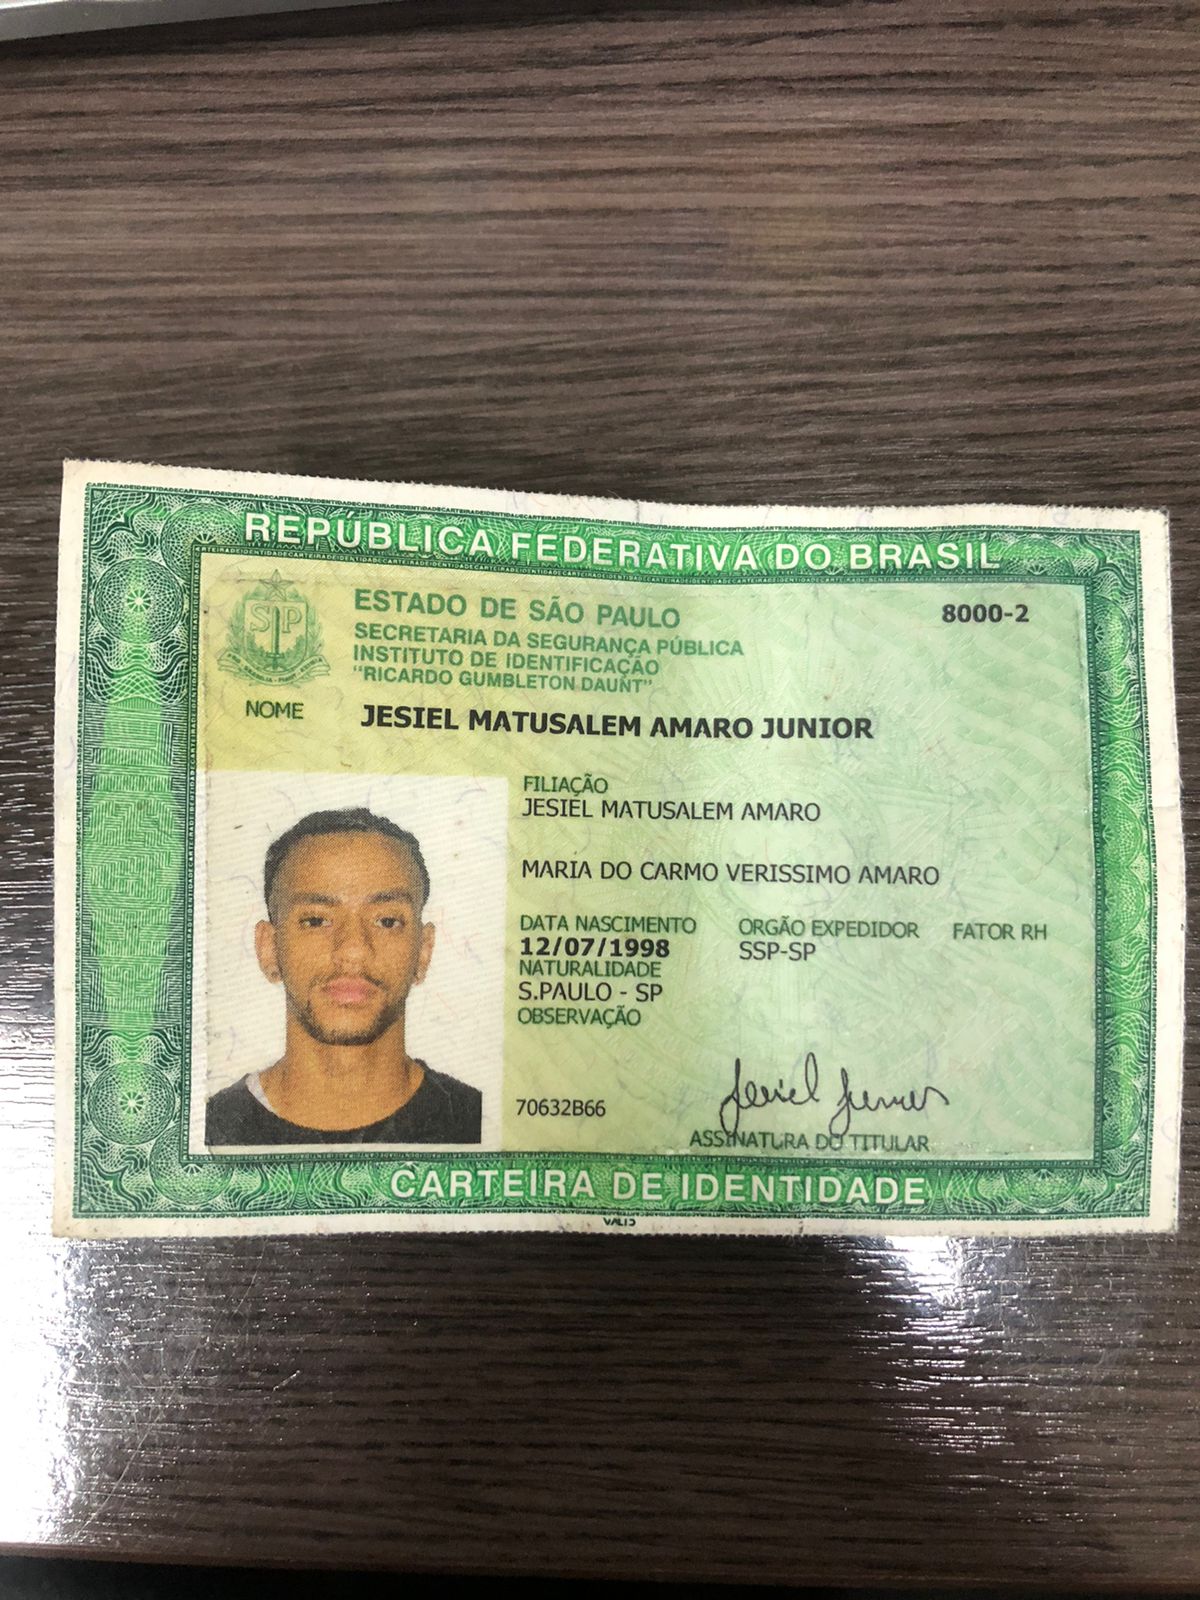 REPÚBLICA FEDERATIVA DO BRASIL
ESTADO DE SÃO PAULO 8000-2
SECRETARIA DA SEGURANÇA PÚBLICA
INSTITUTO DE IDENTIFICAÇÃO
"RICARDO GUMBLETON DAUNT"
SP
NOME JESIEL MATUSALEM AMARO JUNIOR
FILIAÇÃO
JESIEL MATUSALEM AMARO
MARIA DO CARMO VERISSIMO AMARO
DATA NASCIMENTO ORGÃO EXPEDIDOR FATOR RH
12/07/1998 SSP-SP
NATURALIDADE
S.PAULO - SP
OBSERVAÇÃO
70632B66
Jesiel Junior
ASSINATURA DO TITULAR
CARTEIRA DE IDENTIDADE